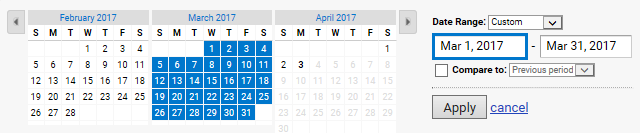 February 2017
S M T W T F S
1 2 3 4
5 6 7 8 9 10 11
12 13 14 15 16 17 18
19 20 21 22 23 24 25
26 27 28
March 2017
S M T W T F S
1 2 3 4
5 6 7 8 9 10 11
12 13 14 15 16 17 18
19 20 21 22 23 24 25
26 27 28 29 30 31
April 2017
S M T W T F S
1
2 3 4 5 6 7 8
9 10 11 12 13 14 15
16 17 18 19 20 21 22
23 24 25 26 27 28 29
30
Date Range: Custom
Mar 1, 2017 - Mar 31, 2017
Compare to: Previous period
Apply cancel